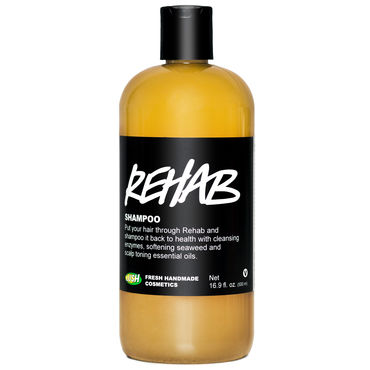 REHAB
SHAMPOO
Put your hair through Rehab and
shampoo it back to health with cleansing
enzymes, softening seaweed and
scalp toning essential oils.
LUSH
FRESH HANDMADE
COSMETICS
Net
16.9 fl. oz. (500 ml)
V